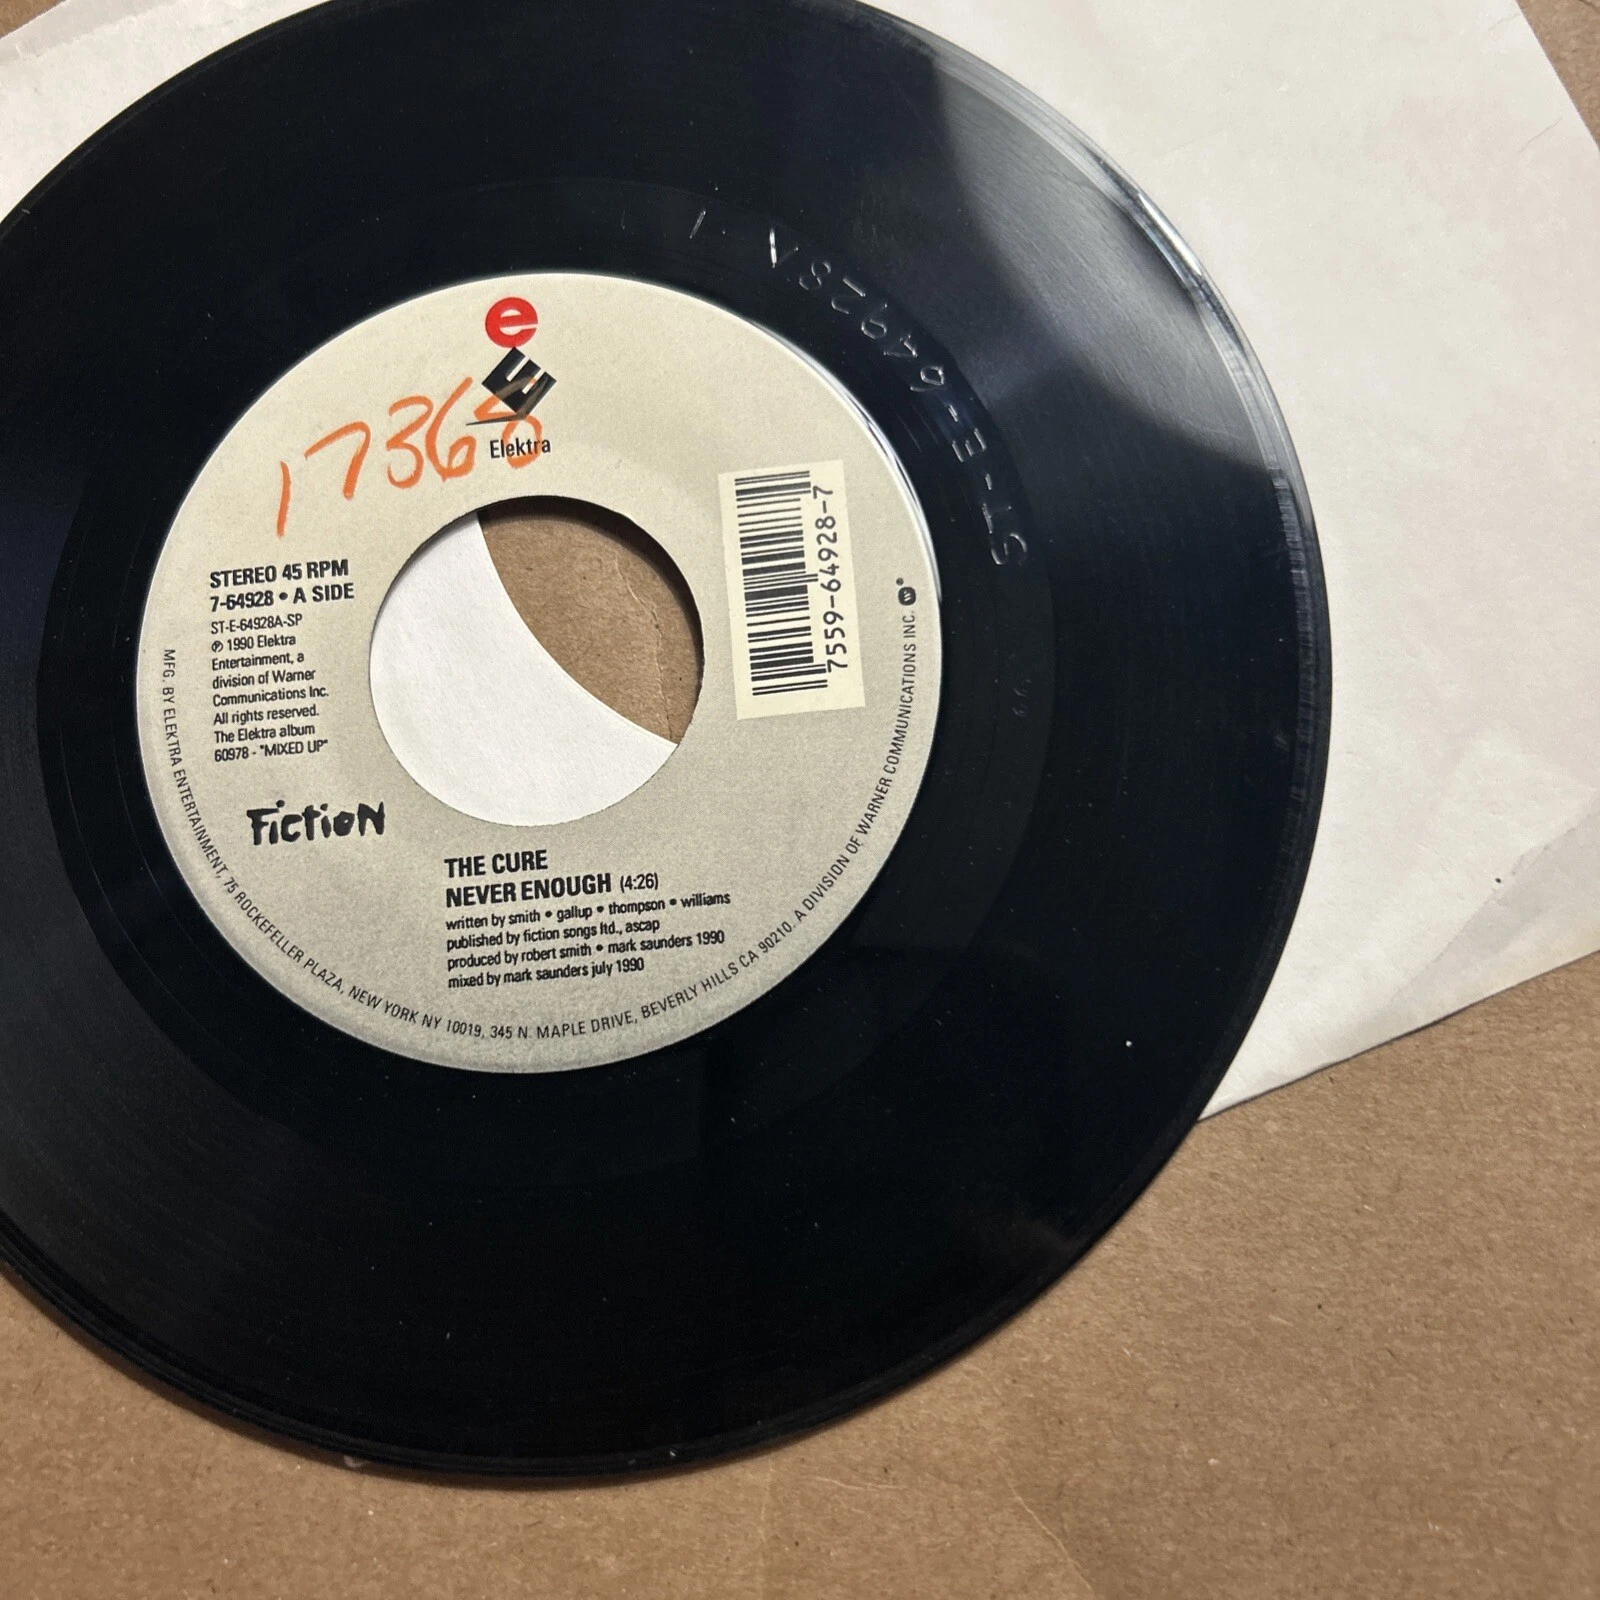 e
E
Elektra
17368
STEREO 45 RPM
7-64928 • A SIDE
ST-E-64928A-SP
℗ 1990 Elektra
Entertainment, a
division of Warner
Communications Inc.
All rights reserved.
The Elektra album
60978 - "MIXED UP"
7559-64928-7
Fiction
THE CURE
NEVER ENOUGH (4:26)
written by smith • gallup • thompson • williams
published by fiction songs ltd., ascap
produced by robert smith • mark saunders 1990
mixed by mark saunders july 1990
MFG. BY ELEKTRA ENTERTAINMENT, 75 ROCKEFELLER PLAZA, NEW YORK NY 10019, 345 N. MAPLE DRIVE, BEVERLY HILLS CA 90210. A DIVISION OF WARNER COMMUNICATIONS INC.
ST-E-64928A